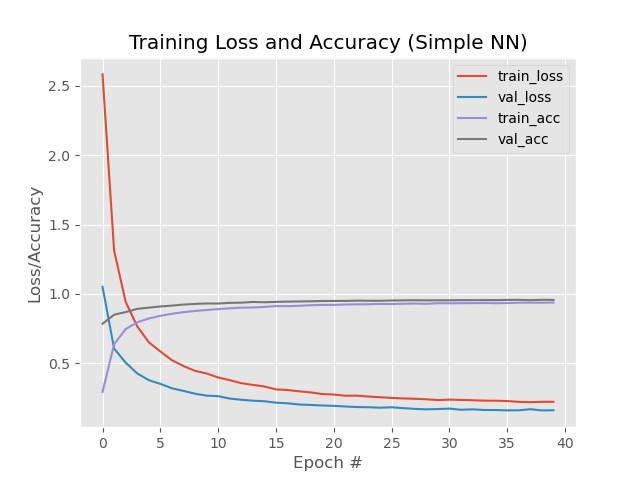 Training Loss and Accuracy (Simple NN)
train_loss
val_loss
train_acc
val_acc
2.5
2.0
1.5
1.0
0.5
Loss/Accuracy
0 5 10 15 20 25 30 35 40
Epoch #